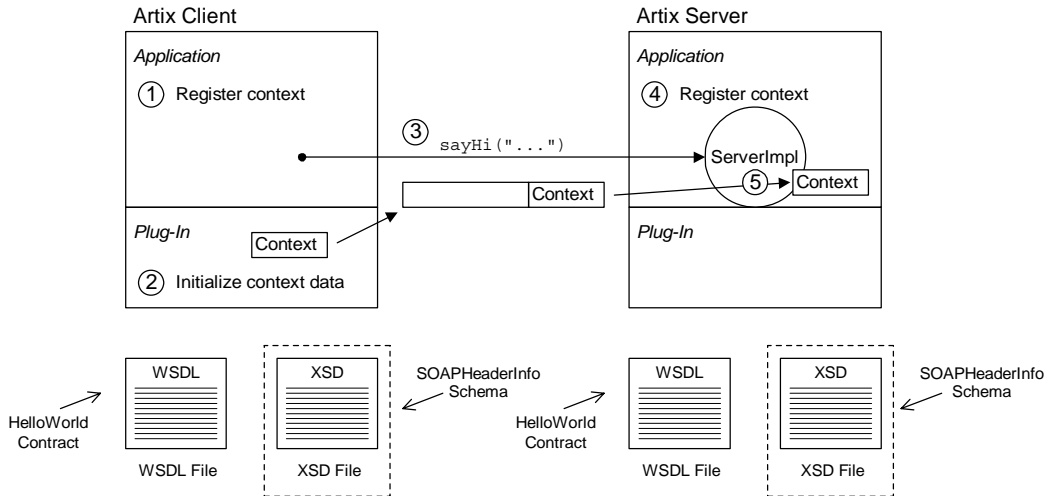 Artix Client
Artix Server
Application
1 Register context
Application
4 Register context
3
sayHi("...")
ServerImpl
5
Context
Context
Plug-In
Context
2 Initialize context data
Plug-In
WSDL
XSD
SOAPHeaderInfo
Schema
HelloWorld
Contract
WSDL File
XSD File
WSDL
XSD
SOAPHeaderInfo
Schema
HelloWorld
Contract
WSDL File
XSD File